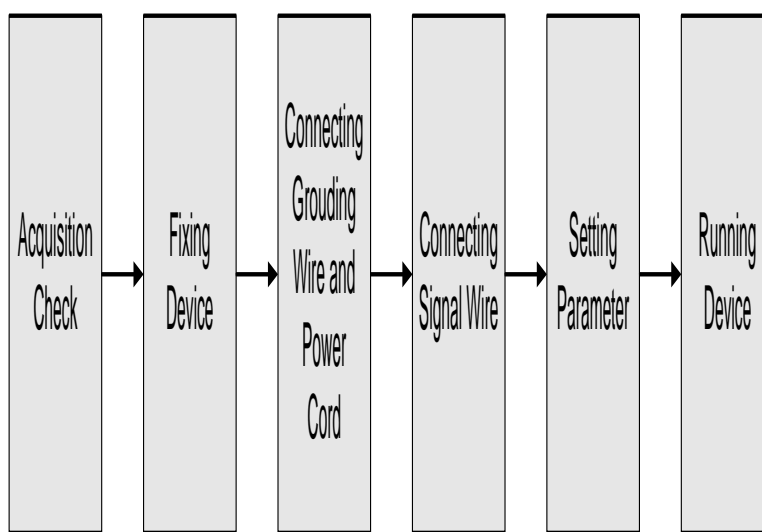 Acquisition
Check
Fixing
Device
Connecting
Grouding
Wire and
Power
Cord
Connecting
Signal Wire
Setting
Parameter
Running
Device